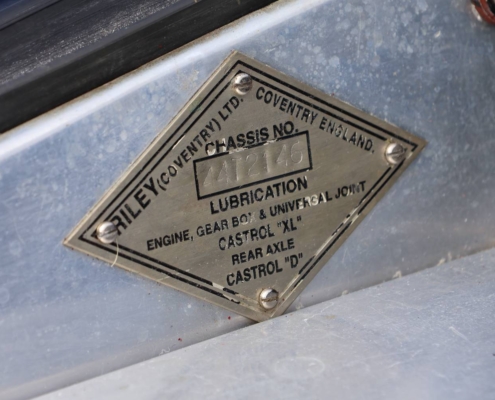 RILEY (COVENTRY) LTD.
COVENTRY ENGLAND.
CHASSIS NO.
LUBRICATION
ENGINE, GEAR BOX & UNIVERSAL JOINT
CASTROL "XL"
REAR AXLE
CASTROL "D"